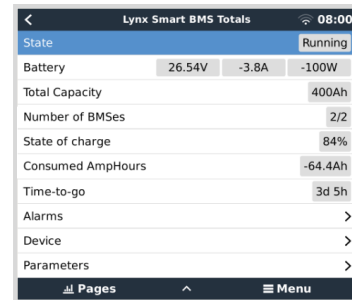 Lynx Smart BMS Totals 08:00
State Running
Battery 26.54V -3.8A -100W
Total Capacity 400Ah
Number of BMSes 2/2
State of charge 84%
Consumed AmpHours -64.4Ah
Time-to-go 3d 5h
Alarms
Device
Parameters
Pages Menu